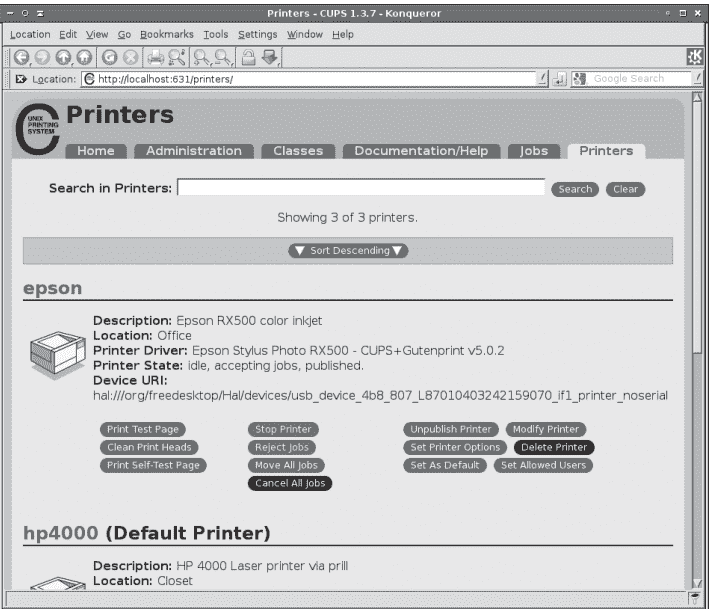 Printers - CUPS 1.3.7 - Konqueror
Location Edit View Go Bookmarks Tools Settings Window Help
Location: http://localhost:631/printers/ Google Search
UNIX
PRINTING
SYSTEM
Printers
Home Administration Classes Documentation/Help Jobs Printers
Search in Printers: Search Clear
Showing 3 of 3 printers.
▼ Sort Descending ▼
epson
Description: Epson RX500 color inkjet
Location: Office
Printer Driver: Epson Stylus Photo RX500 - CUPS+Gutenprint v5.0.2
Printer State: idle, accepting jobs, published.
Device URI:
hal:///org/freedesktop/Hal/devices/usb_device_4b8_807_L87010403242159070_if1_printer_noserial
Print Test Page Stop Printer Unpublish Printer Modify Printer
Clean Print Heads Reject Jobs Set Printer Options Delete Printer
Print Self-Test Page Move All Jobs Set As Default Set Allowed Users
Cancel All Jobs
hp4000 (Default Printer)
Description: HP 4000 Laser printer via prill
Location: Closet